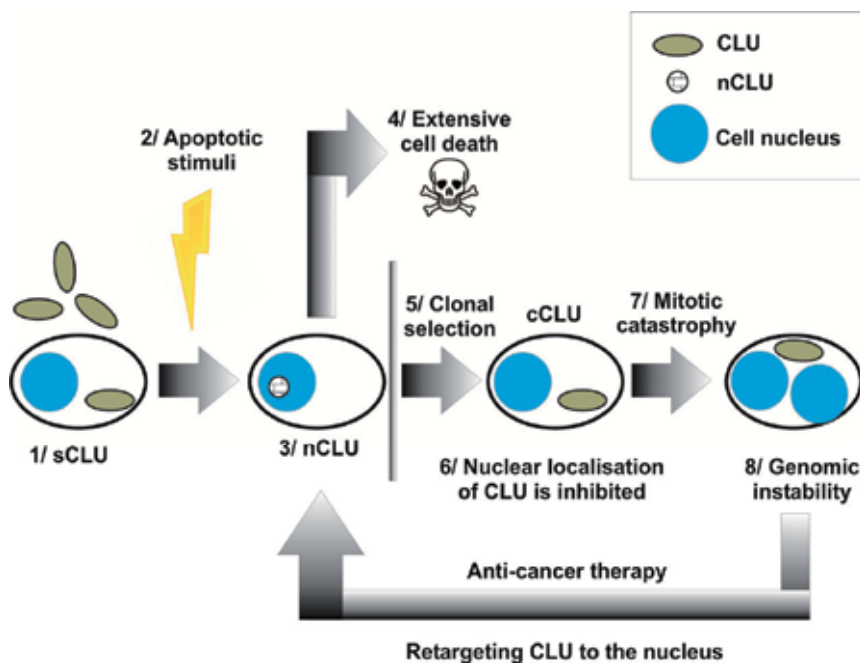 CLU
nCLU
Cell nucleus
2/ Apoptotic
stimuli
4/ Extensive
cell death
5/ Clonal
selection
cCLU
7/ Mitotic
catastrophy
1/ sCLU
3/ nCLU
6/ Nuclear localisation
of CLU is inhibited
8/ Genomic
instability
Anti-cancer therapy
Retargeting CLU to the nucleus